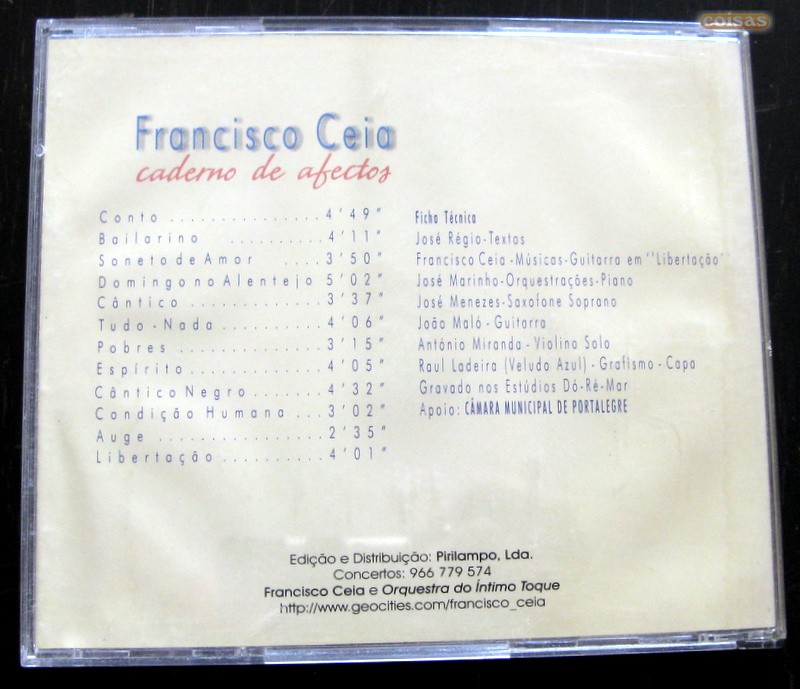 coisas
Francisco Ceia
caderno de afectos
Conto ............... 4'49"
Bailarino .......... 4'11"
Soneto de Amor .... 3'50"
Domingo no Alentejo 5'02"
Cântico ............. 3'37"
Tudo - Nada .......... 4'06"
Pobres .............. 3'15"
Espírito ............. 4'05"
Cântico Negro ....... 4'32"
Condição Humana ... 3'02"
Auge ................ 2'35"
Libertação .......... 4'01"
Ficha Técnica
José Régio-Textos
Francisco Ceia -Músicas-Guitarra em "Libertação"
José Marinho-Orquestrações-Piano
José Menezes-Saxofone Soprano
João Maló - Guitarra
António Miranda - Violino Solo
Raul Ladeira (Veludo Azul) - Grafismo - Capa
Gravado nos Estúdios Dó-Ré-Mar
Apoio: CÂMARA MUNICIPAL DE PORTALEGRE
Edição e Distribuição: Pirilampo, Lda.
Concertos: 966 779 574
Francisco Ceia e Orquestra do Íntimo Toque
http://www.geocities.com/francisco_ceia